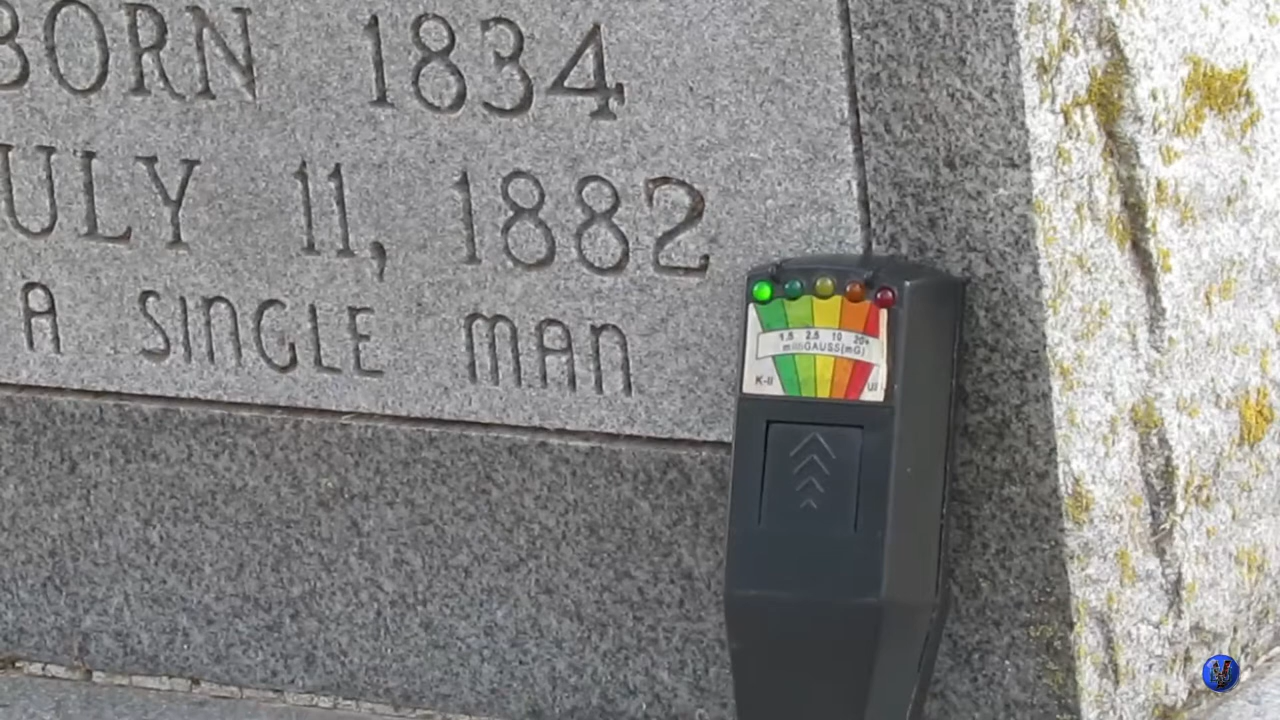 BORN 1834
ULY 11, 1882
A SINGLE MAN
1.5 2.5 10 20+
milliGAUSS(mG)
K-II